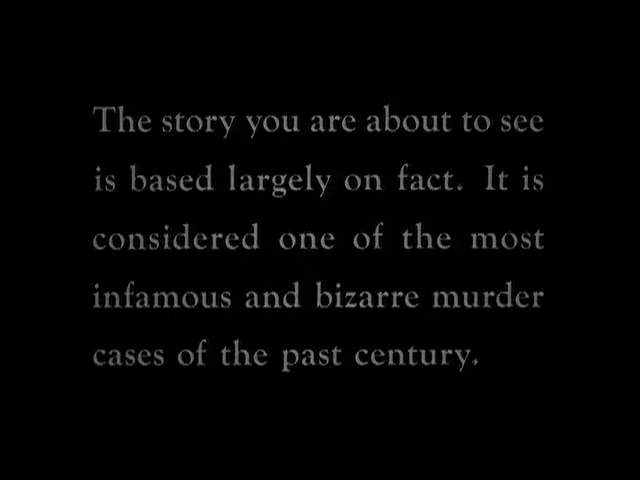 The story you are about to see
is based largely on fact. It is
considered one of the most
infamous and bizarre murder
cases of the past century.